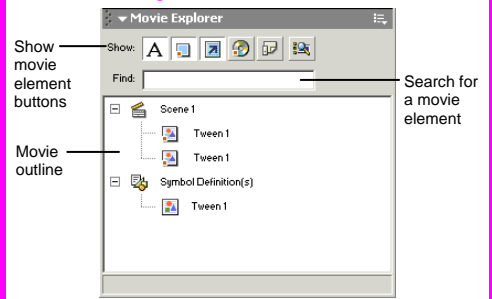 Movie Explorer
Show
movie
element
buttons
Show:
A
Find:
Search for
a movie
element
Scene 1
Tween 1
Movie
outline
Tween 1
Symbol Definition(s)
Tween 1